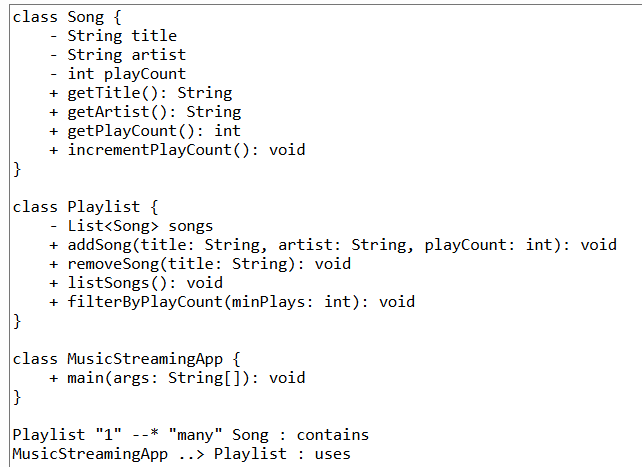 class Song {
    - String title
    - String artist
    - int playCount
    + getTitle(): String
    + getArtist(): String
    + getPlayCount(): int
    + incrementPlayCount(): void
}

class Playlist {
    - List<Song> songs
    + addSong(title: String, artist: String, playCount: int): void
    + removeSong(title: String): void
    + listSongs(): void
    + filterByPlayCount(minPlays: int): void
}

class MusicStreamingApp {
    + main(args: String[]): void
}

Playlist "1" --* "many" Song : contains
MusicStreamingApp ..> Playlist : uses